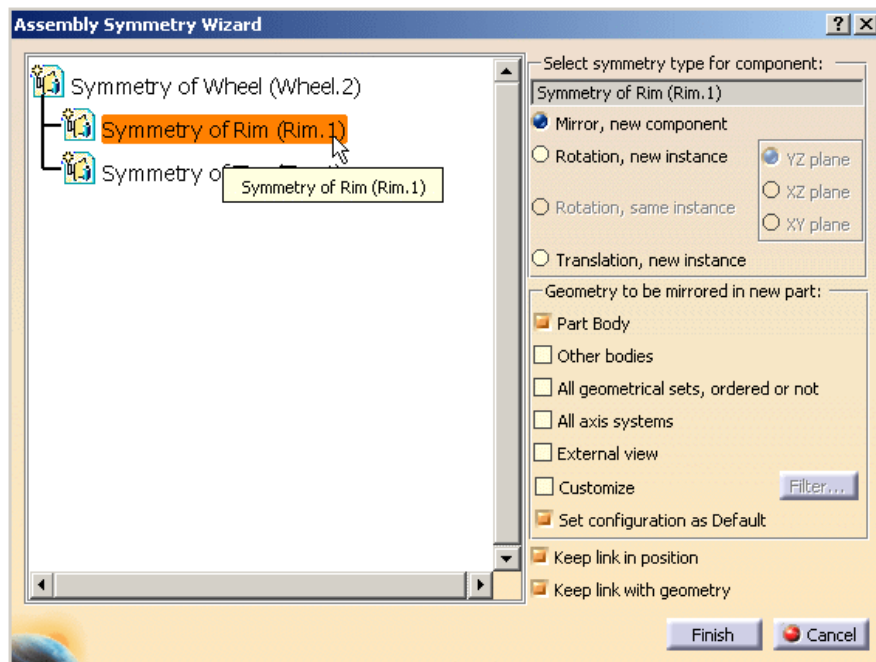 Assembly Symmetry Wizard
Symmetry of Wheel (Wheel.2)
Symmetry of Rim (Rim.1)
Symmetry of
Symmetry of Rim (Rim.1)
Select symmetry type for component:
Symmetry of Rim (Rim.1)
Mirror, new component
Rotation, new instance
YZ plane
XZ plane
Rotation, same instance
XY plane
Translation, new instance
Geometry to be mirrored in new part:
Part Body
Other bodies
All geometrical sets, ordered or not
All axis systems
External view
Customize
Filter...
Set configuration as Default
Keep link in position
Keep link with geometry
Finish
Cancel